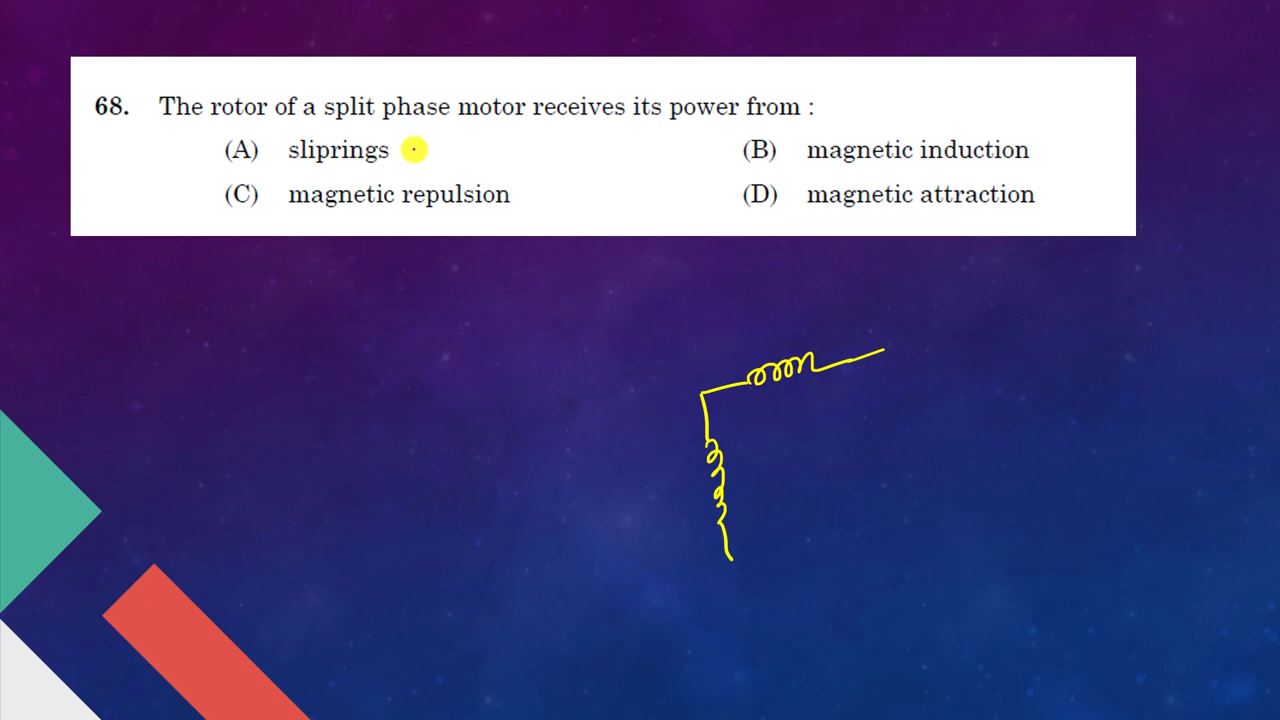 68. The rotor of a split phase motor receives its power from :
(A) sliprings (B) magnetic induction
(C) magnetic repulsion (D) magnetic attraction